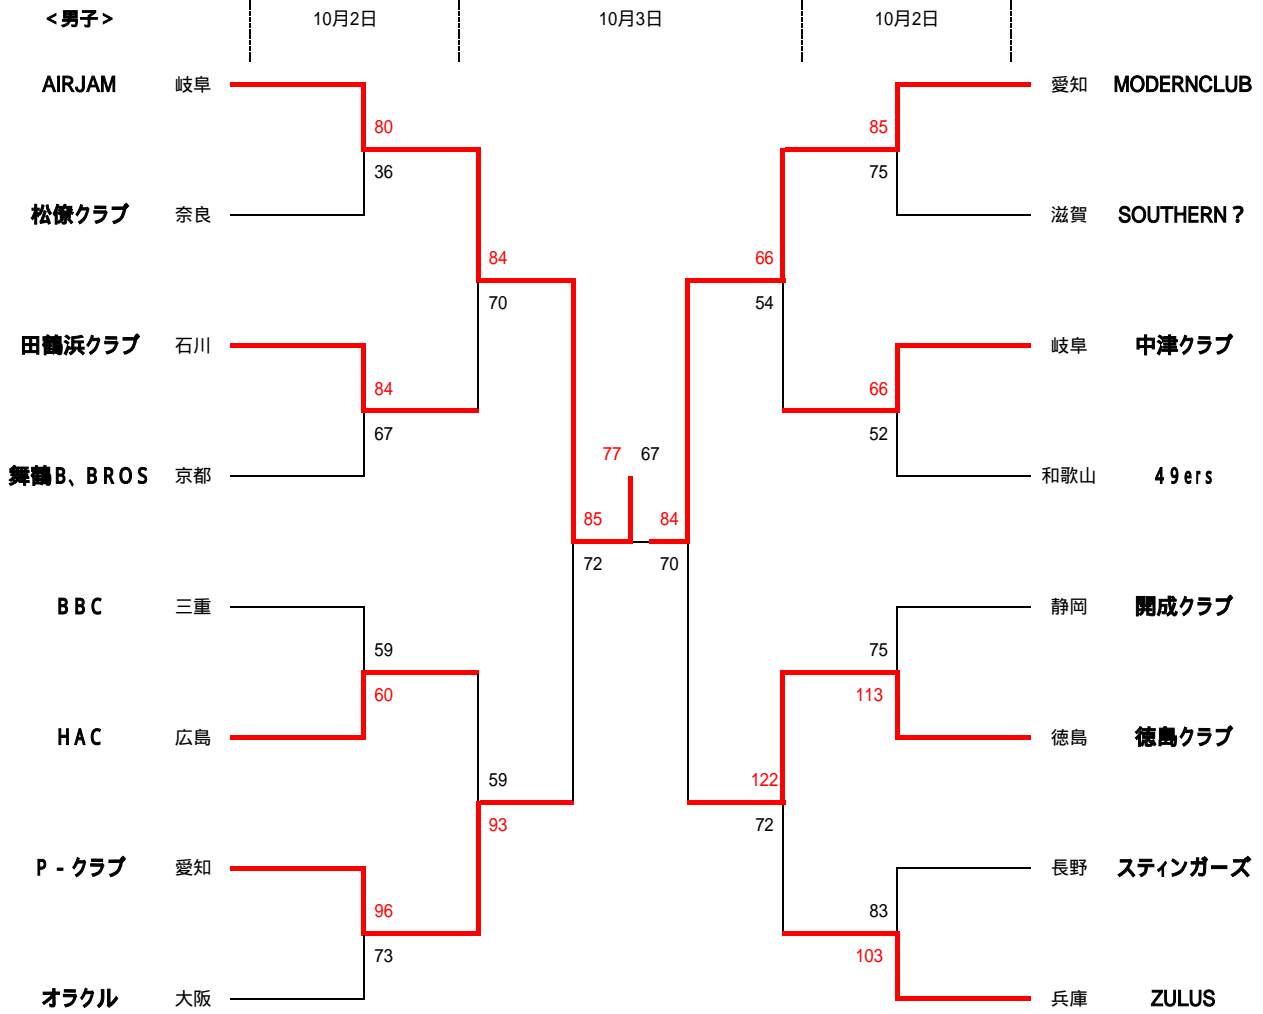 ＜男子＞ 10月2日 10月3日 10月2日
AIRJAM 岐阜 愛知 MODERNCLUB
80 85
36 75
松僚クラブ 奈良 滋賀 SOUTHERN？
84 66
70 54
田鶴浜クラブ 石川 岐阜 中津クラブ
84 66
67 52
77 67
舞鶴B、BROS 京都 和歌山 49ers
85 84
72 70
BBC 三重 静岡 開成クラブ
59 75
60 113
HAC 広島 徳島 徳島クラブ
59 122
93 72
P－クラブ 愛知 長野 スティンガーズ
96 83
73 103
オラクル 大阪 兵庫 ZULUS